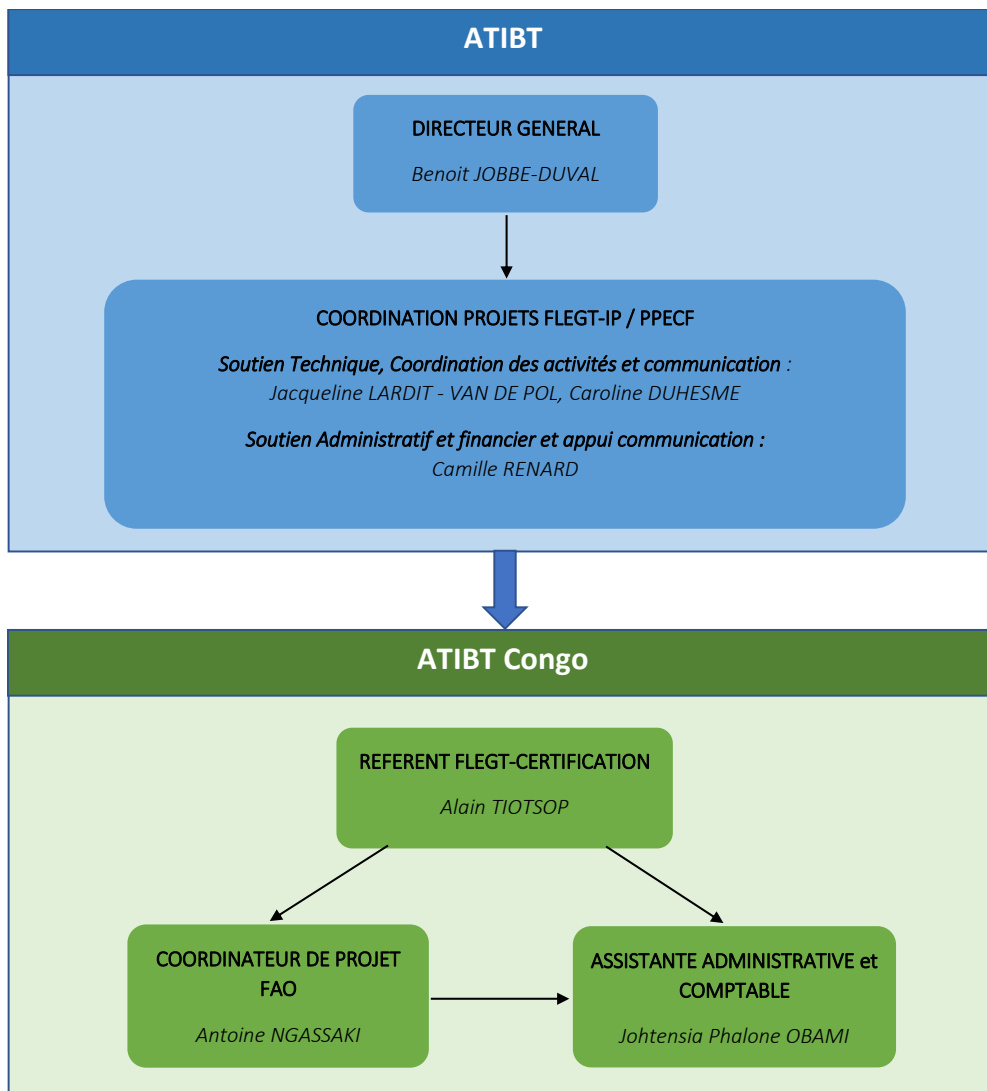 ATIBT
DIRECTEUR GENERAL
Benoit JOBBE-DUVAL
COORDINATION PROJETS FLEGT-IP / PPECF
Soutien Technique, Coordination des activités et communication :
Jacqueline LARDIT - VAN DE POL, Caroline DUHESME
Soutien Administratif et financier et appui communication :
Camille RENARD
ATIBT Congo
REFERENT FLEGT-CERTIFICATION
Alain TIOTSOP
COORDINATEUR DE PROJET
FAO
Antoine NGASSAKI
ASSISTANTE ADMINISTRATIVE et
COMPTABLE
Johtensia Phalone OBAMI